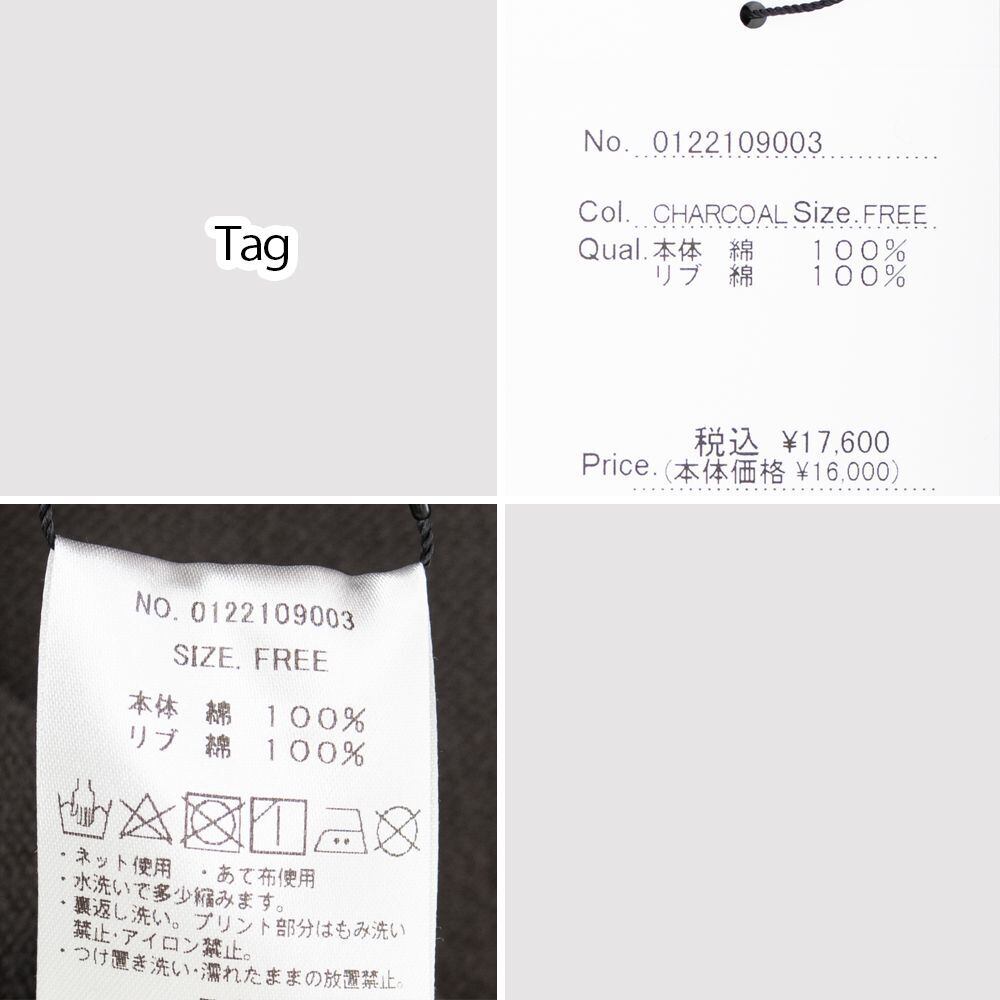 Tag
No. 0122109003
Col. CHARCOAL Size. FREE
Qual. 本体 綿 100%
リブ 綿 100%
税込 ¥17,600
Price. (本体価格 ¥16,000)
NO. 0122109003
SIZE. FREE
本体 綿 100%
リブ 綿 100%
・ネット使用 ・あて布使用
・水洗いで多少縮みます。
・裏返し洗い。プリント部分はもみ洗い
禁止・アイロン禁止。
・つけ置き洗い・濡れたままの放置禁止。